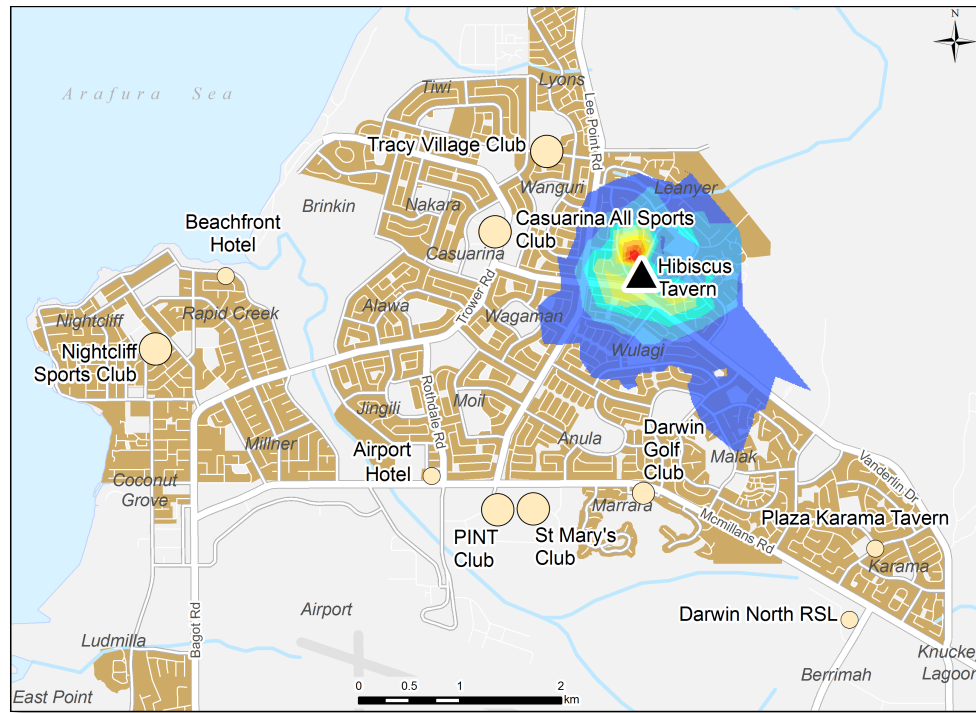 N
Arafura Sea
Tiwi
Lyons
Lee Point Rd
Tracy Village Club
Wanguri
Leanyer
Brinkin
Nakara
Beachfront
Hotel
Casuarina All Sports
Club
Casuarina
Hibiscus
Tavern
Trower Rd
Alawa
Wagaman
Nightcliff
Rapid Creek
Nightcliff
Sports Club
Wulagi
Rothdale Rd
Moil
Jingili
Millner
Anula
Darwin
Golf
Club
Malak
Airport
Hotel
Coconut
Grove
Vanderlin Dr
Marrara
Mcmillans Rd
Plaza Karama Tavern
PINT
Club
St Mary's
Club
Karama
Airport
Bagot Rd
Darwin North RSL
Ludmilla
Knuckey
Lagoon
Berrimah
East Point
0 0.5 1 2
km